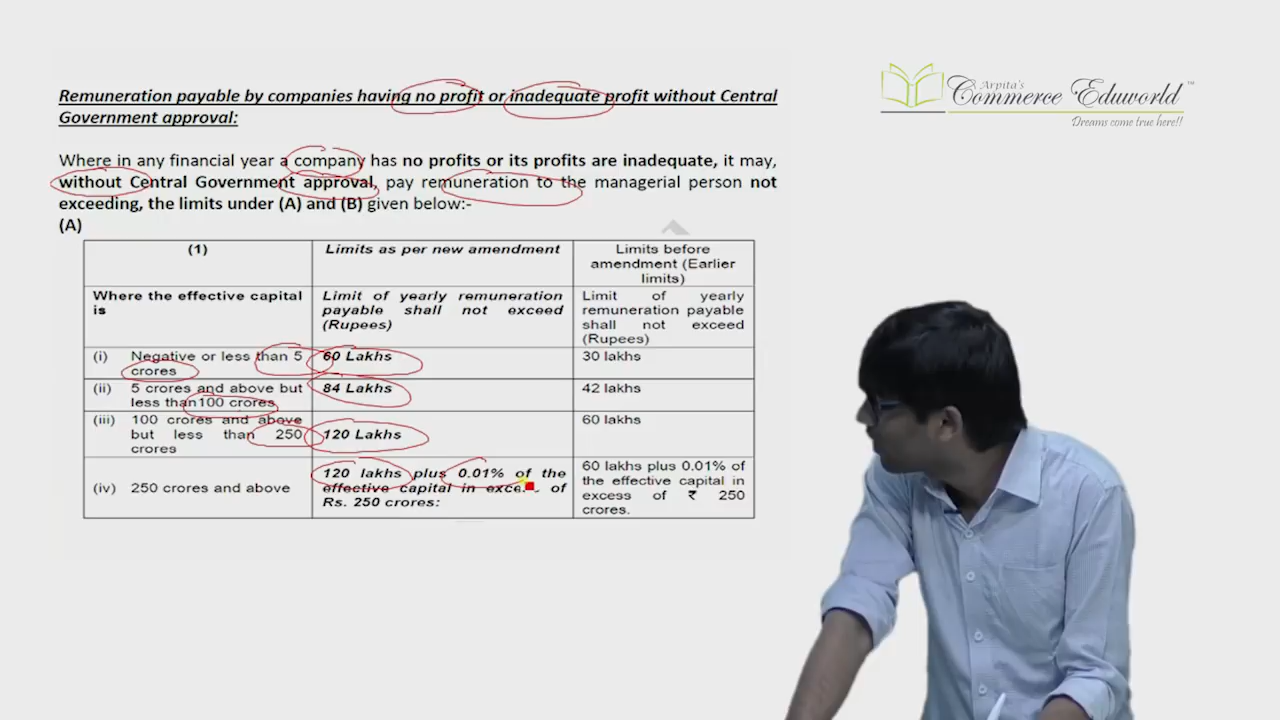 Arpita's
Commerce Eduworld™
Dreams come true here!!
Remuneration payable by companies having no profit or inadequate profit without Central
Government approval:
Where in any financial year a company has no profits or its profits are inadequate, it may,
without Central Government approval, pay remuneration to the managerial person not
exceeding, the limits under (A) and (B) given below:-
(A)
(1)
Limits as per new amendment
Limits before
amendment (Earlier
limits)
Where the effective capital
is
Limit of yearly remuneration
payable shall not exceed
(Rupees)
Limit of yearly
remuneration payable
shall not exceed
(Rupees)
(i) Negative or less than 5
crores
60 Lakhs
30 lakhs
(ii) 5 crores and above but
less than100 crores
84 Lakhs
42 lakhs
(iii) 100 crores and above
but less than 250
crores
120 Lakhs
60 lakhs
(iv) 250 crores and above
120 lakhs plus 0.01% of the
effective capital in of
Rs. 250 crores:
60 lakhs plus 0.01% of
the effective capital in
excess of ₹ 250
crores.